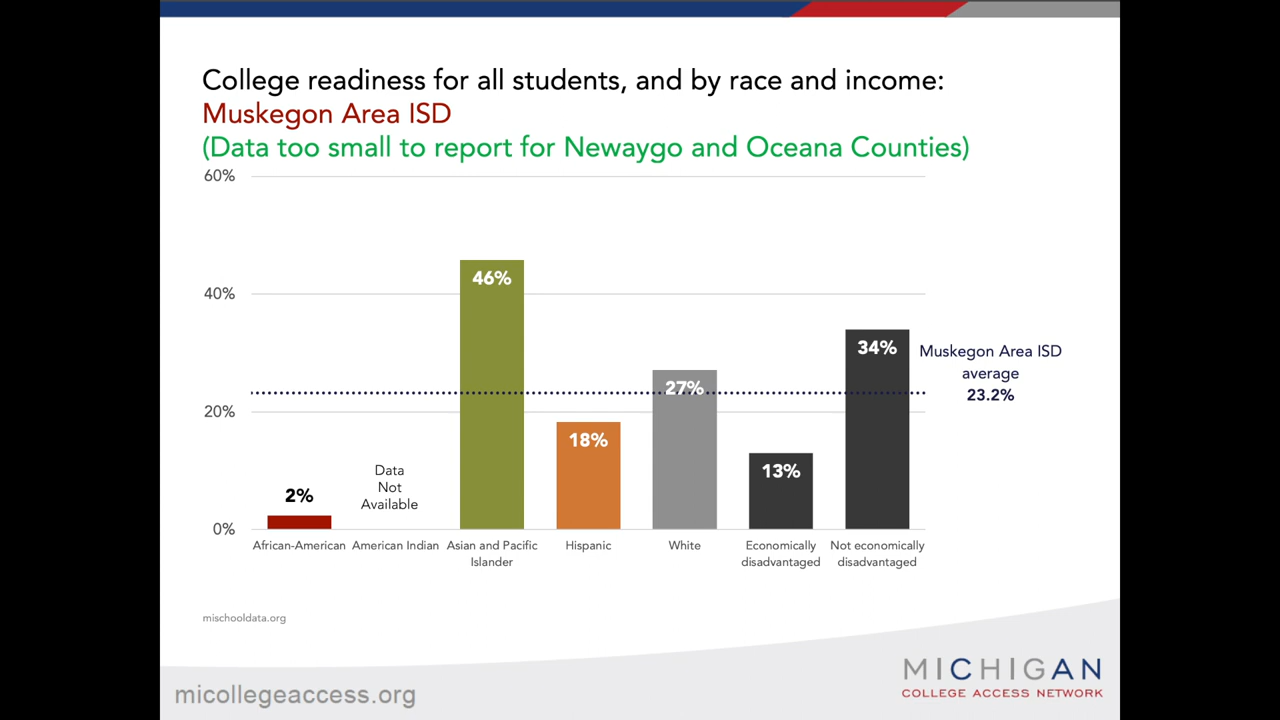 College readiness for all students, and by race and income:
Muskegon Area ISD
(Data too small to report for Newaygo and Oceana Counties)
60%
40%
20%
0%
2%
Data
Not
Available
46%
18%
27%
13%
34%
Muskegon Area ISD
average
23.2%
African-American
American Indian
Asian and Pacific
Islander
Hispanic
White
Economically
disadvantaged
Not economically
disadvantaged
mischooldata.org
micollegeaccess.org
MICHIGAN
COLLEGE ACCESS NETWORK